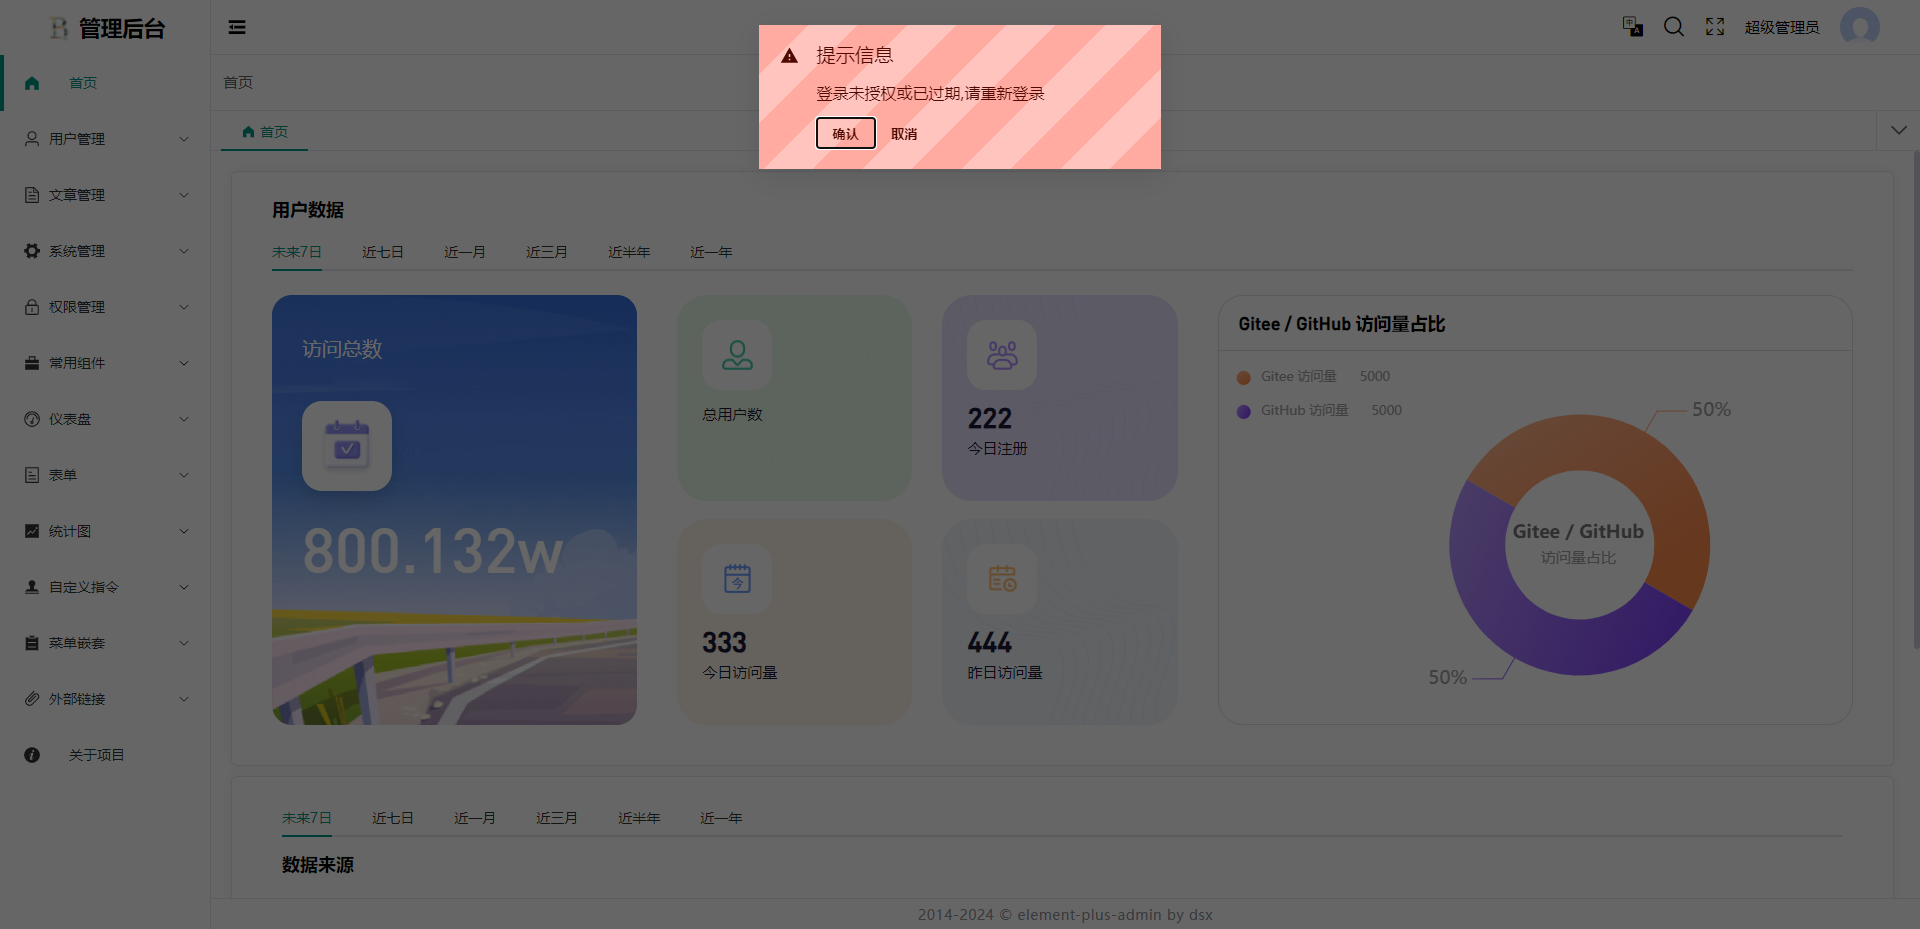 管理后台
超级管理员
提示信息
登录未授权或已过期,请重新登录
确认
取消
首页
用户管理
文章管理
系统管理
权限管理
常用组件
仪表盘
表单
统计图
自定义指令
菜单嵌套
外部链接
关于项目
首页
首页
用户数据
未来7日
近七日
近一月
近三月
近半年
近一年
访问总数
800.132w
总用户数
222
今日注册
333
今日访问量
444
昨日访问量
Gitee / GitHub 访问量占比
Gitee 访问量 5000
GitHub 访问量 5000
50%
Gitee / GitHub
访问量占比
50%
未来7日
近七日
近一月
近三月
近半年
近一年
数据来源
2014-2024 © element-plus-admin by dsx